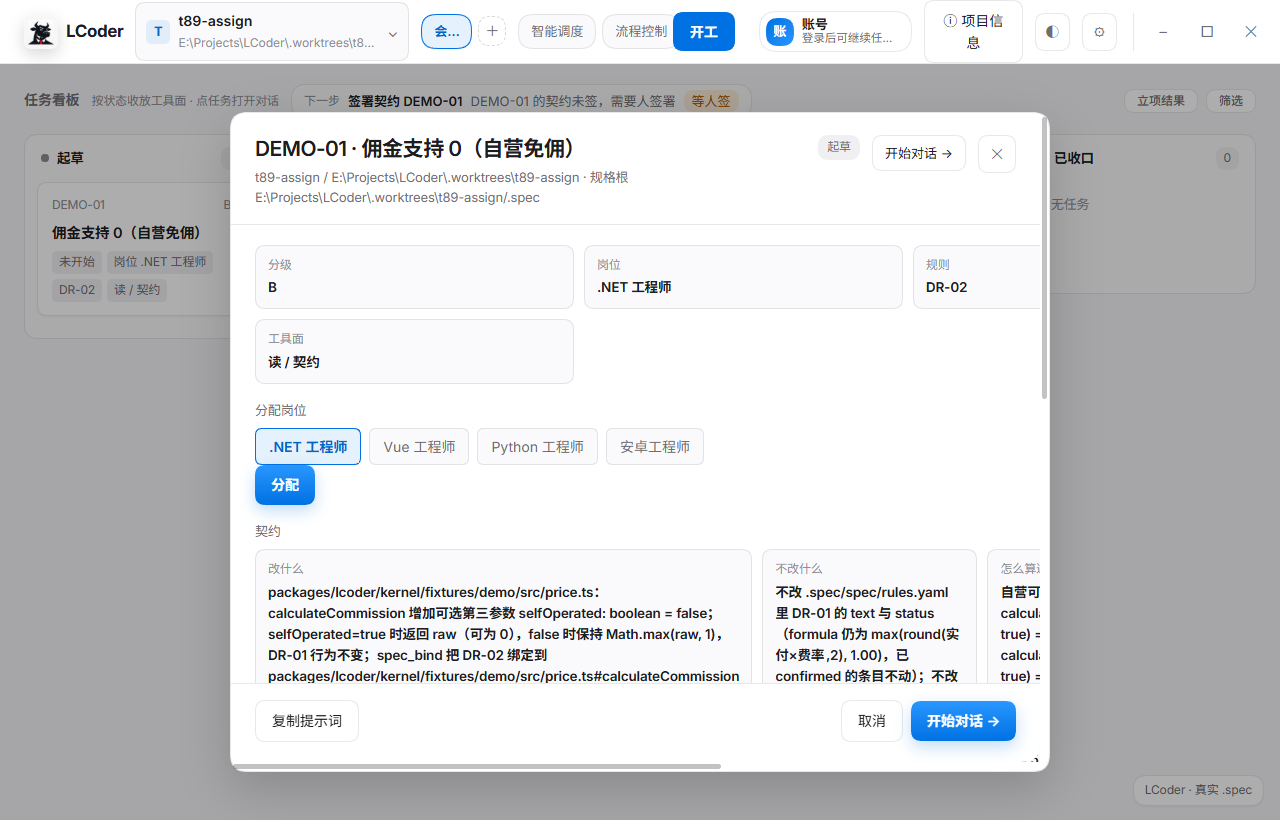 LCoder
T
t89-assign
E:\Projects\LCoder\.worktrees\t8...
会...
智能调度
流程控制
开工
账
账号
登录后可继续任...
项目信
息
任务看板
按状态收放工具面 · 点任务打开对话
下一步
签署契约 DEMO-01
DEMO-01 的契约未签，需要人签署
等人签
立项结果
筛选
起草
DEMO-01
B
佣金支持 0（自营免佣）
未开始
岗位 .NET 工程师
DR-02
读 / 契约
已收口
0
无任务
DEMO-01 · 佣金支持 0（自营免佣）
t89-assign / E:\Projects\LCoder\.worktrees\t89-assign · 规格根
E:\Projects\LCoder\.worktrees\t89-assign/.spec
起草
开始对话 →
分级
B
岗位
.NET 工程师
规则
DR-02
工具面
读 / 契约
分配岗位
.NET 工程师
Vue 工程师
Python 工程师
安卓工程师
分配
契约
改什么
packages/lcoder/kernel/fixtures/demo/src/price.ts：
calculateCommission 增加可选第三参数 selfOperated: boolean = false；
selfOperated=true 时返回 raw（可为 0），false 时保持 Math.max(raw, 1)，
DR-01 行为不变；spec_bind 把 DR-02 绑定到
packages/lcoder/kernel/fixtures/demo/src/price.ts#calculateCommission
不改什么
不改 .spec/spec/rules.yaml
里 DR-01 的 text 与 status
（formula 仍为 max(round(实
付×费率,2), 1.00)，已
confirmed 的条目不动）；不改
怎么算
自营可
calcul
true) =
calcul
true) =
复制提示词
取消
开始对话 →
LCoder · 真实 .spec